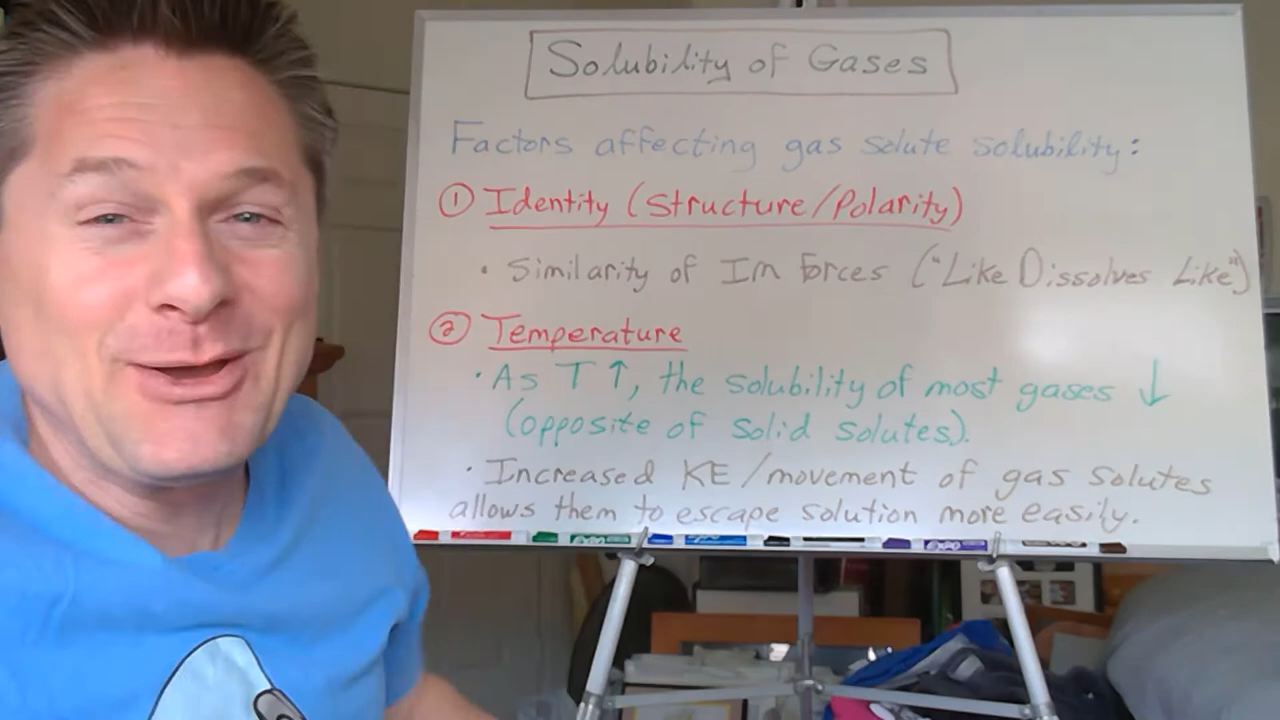 Solubility of Gases
Factors affecting gas solute solubility:
① Identity (Structure/Polarity)
• Similarity of IM Forces ("Like Dissolves Like")
② Temperature
• As T ↑, the solubility of most gases ↓
(opposite of solid solutes).
• Increased KE/movement of gas solutes
allows them to escape solution more easily.